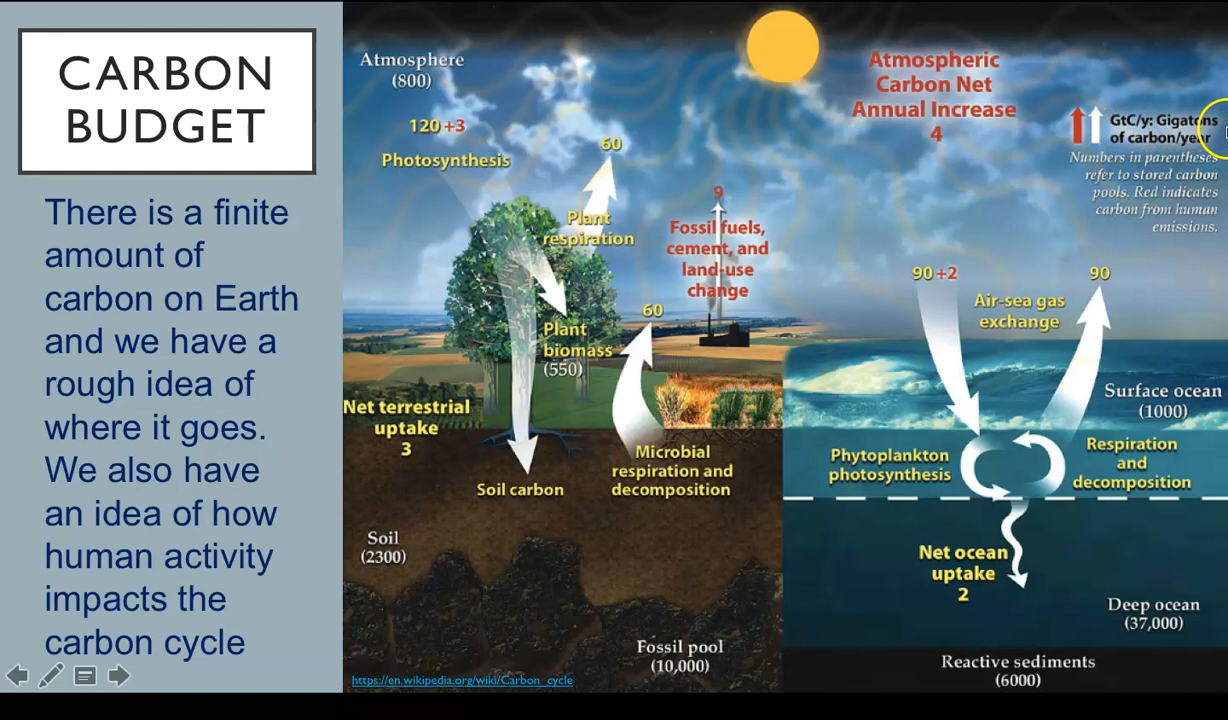 CARBON
BUDGET
There is a finite
amount of
carbon on Earth
and we have a
rough idea of
where it goes.
We also have
an idea of how
human activity
impacts the
carbon cycle
Atmosphere
(800)
120 +3
Photosynthesis
60
Plant
respiration
9
Fossil fuels,
cement, and
land-use
change
Plant
biomass
(550)
60
Net terrestrial
uptake
3
Soil carbon
Microbial
respiration and
decomposition
Soil
(2300)
Fossil pool
(10,000)
https://en.wikipedia.org/wiki/Carbon_cycle
Atmospheric
Carbon Net
Annual Increase
4
GtC/y: Gigatons
of carbon/year
Numbers in parentheses
refer to stored carbon
pools. Red indicates
carbon from human
emissions.
90 +2
Air-sea gas
exchange
90
Surface ocean
(1000)
Phytoplankton
photosynthesis
Respiration
and
decomposition
Net ocean
uptake
2
Deep ocean
(37,000)
Reactive sediments
(6000)